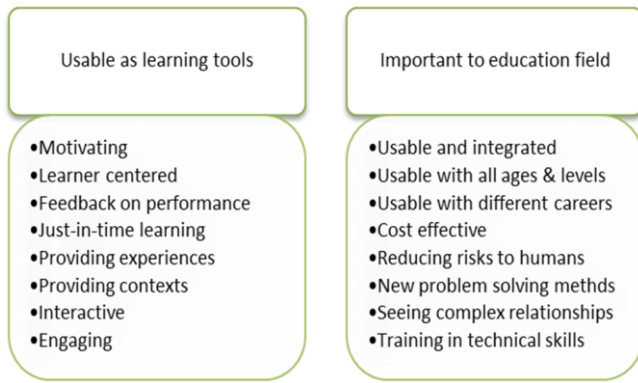 Usable as learning tools
•Motivating
•Learner centered
•Feedback on performance
•Just-in-time learning
•Providing experiences
•Providing contexts
•Interactive
•Engaging
Important to education field
•Usable and integrated
•Usable with all ages & levels
•Usable with different careers
•Cost effective
•Reducing risks to humans
•New problem solving methds
•Seeing complex relationships
•Training in technical skills